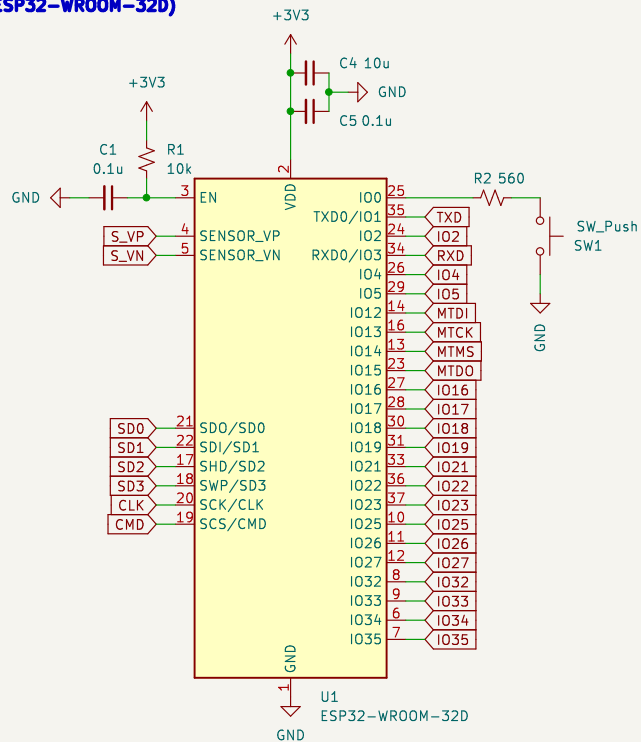 ESP32-WROOM-32D)
+3V3
C4 10u
GND
C5 0.1u
+3V3
C1
0.1u
R1
10k
GND
2
VDD
3 EN
4 SENSOR_VP
5 SENSOR_VN
S_VP
S_VN
SD0 21 SDO/SD0
SD1 22 SDI/SD1
SD2 17 SHD/SD2
SD3 18 SWP/SD3
CLK 20 SCK/CLK
CMD 19 SCS/CMD
IO0 25
R2 560
SW_Push
SW1
GND
TXD0/IO1 35 TXD
IO2 24 IO2
RXD0/IO3 34 RXD
IO4 26 IO4
IO5 29 IO5
IO12 14 MTDI
IO13 16 MTCK
IO14 13 MTMS
IO15 23 MTDO
IO16 27 IO16
IO17 28 IO17
IO18 30 IO18
IO19 31 IO19
IO21 33 IO21
IO22 36 IO22
IO23 37 IO23
IO25 10 IO25
IO26 11 IO26
IO27 12 IO27
IO32 8 IO32
IO33 9 IO33
IO34 6 IO34
IO35 7 IO35
GND
1
GND
U1
ESP32-WROOM-32D